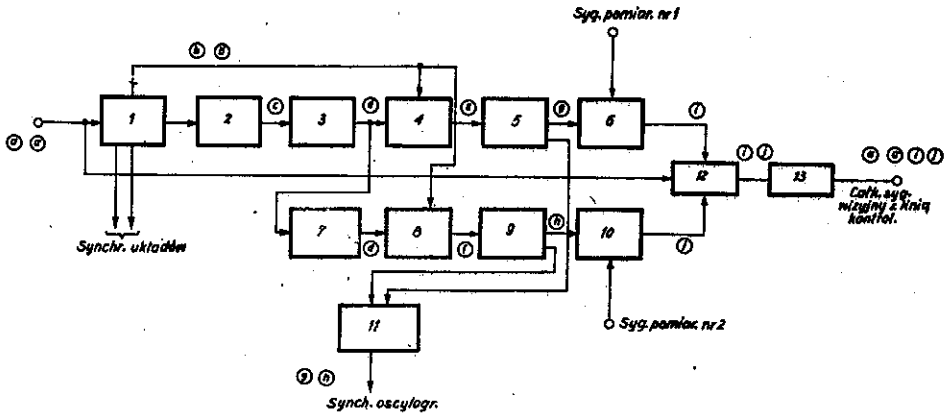 Syg. pomiar. nr 1
b
1
2
c
3
d
4
5
6
i
12
i j
13
i j
Całk. syg.
wizyjny z linią
kontrol.
7
d
8
f
9
h
10
j
Synchr. układów
11
Syg. pomiar. nr 2
g h
Synch. oscylogr.